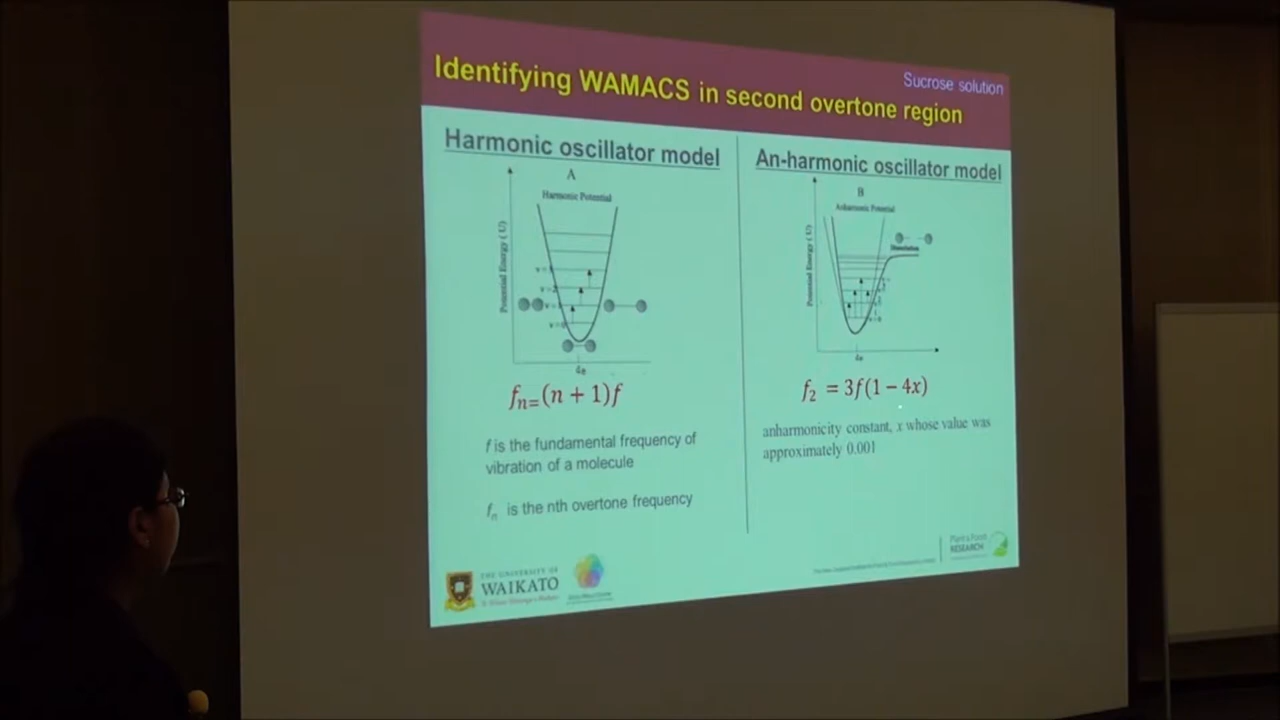 Identifying WAMACS in second overtone region
Sucrose solution
Harmonic oscillator model
A
Harmonic Potential
Potential Energy (U)
fn=(n + 1)f
f is the fundamental frequency of
vibration of a molecule
fn is the nth overtone frequency
An-harmonic oscillator model
B
Anharmonic Potential
Dissociation
Potential Energy (U)
f2 = 3f(1 − 4x)
anharmonicity constant, x whose value was
approximately 0.001
THE UNIVERSITY OF
WAIKATO
Plant & Food
RESEARCH